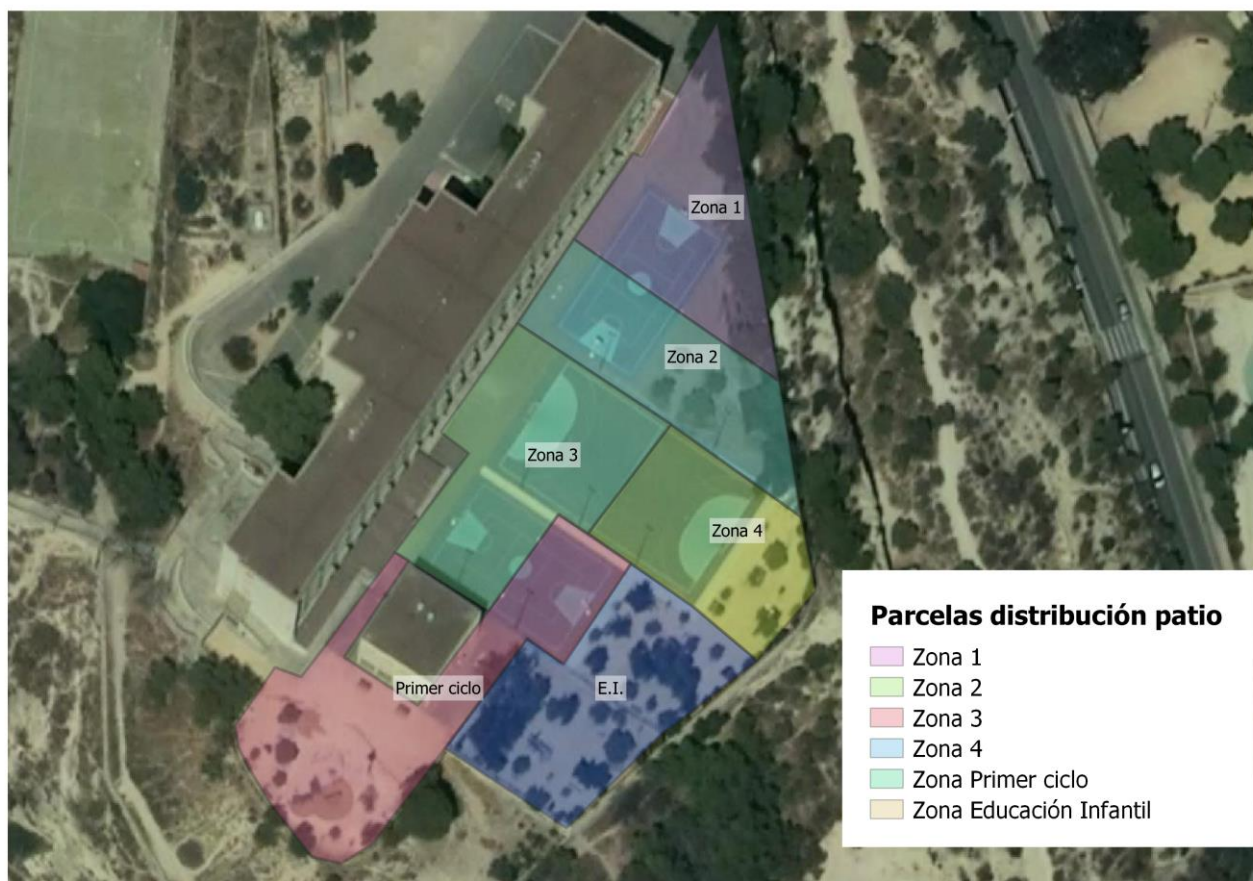 Zona 1
Zona 2
Zona 3
Zona 4
Primer ciclo
E.I.
Parcelas distribución patio
Zona 1
Zona 2
Zona 3
Zona 4
Zona Primer ciclo
Zona Educación Infantil